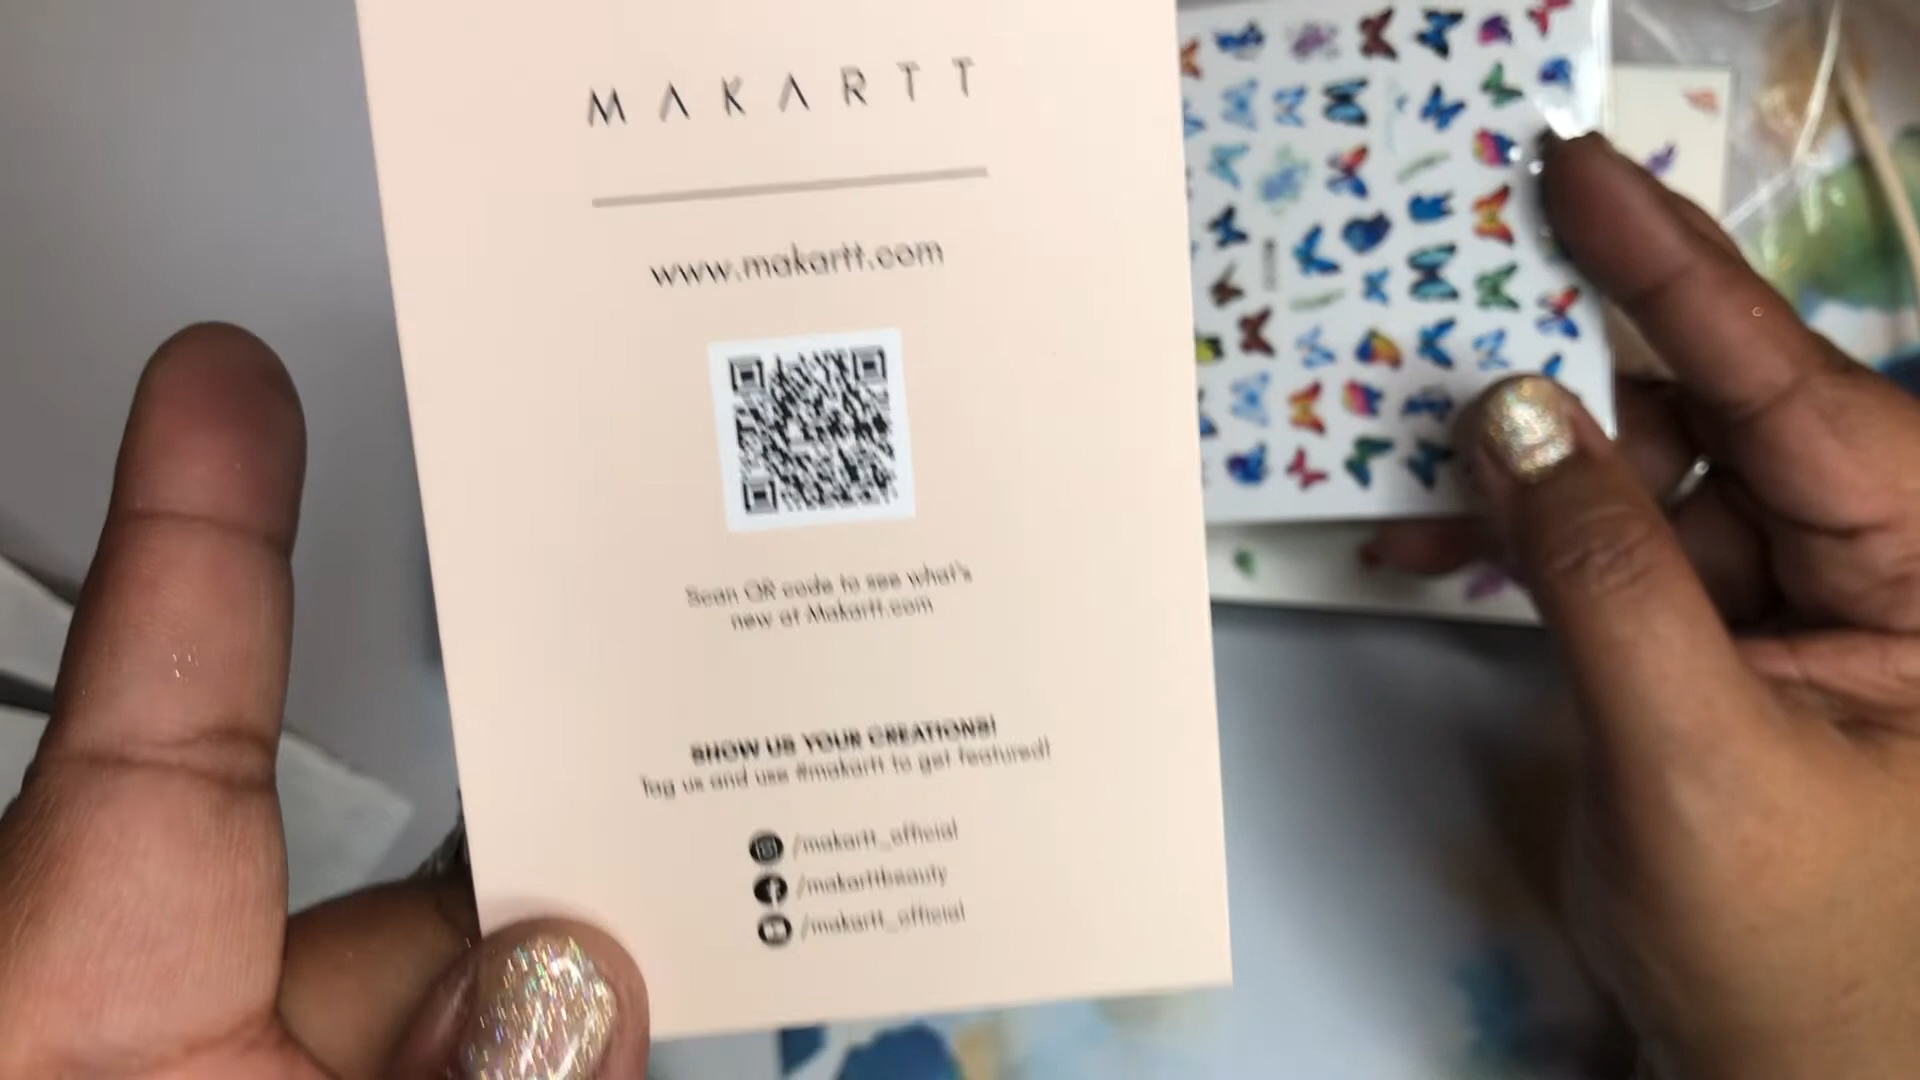 MAKARTT
www.makartt.com
Scan QR code to see what's
new at Makartt.com
SHOW US YOUR CREATIONS!
Tag us and use #makartt to get featured!
/makartt_official
/makarttbeauty
/makartt_official